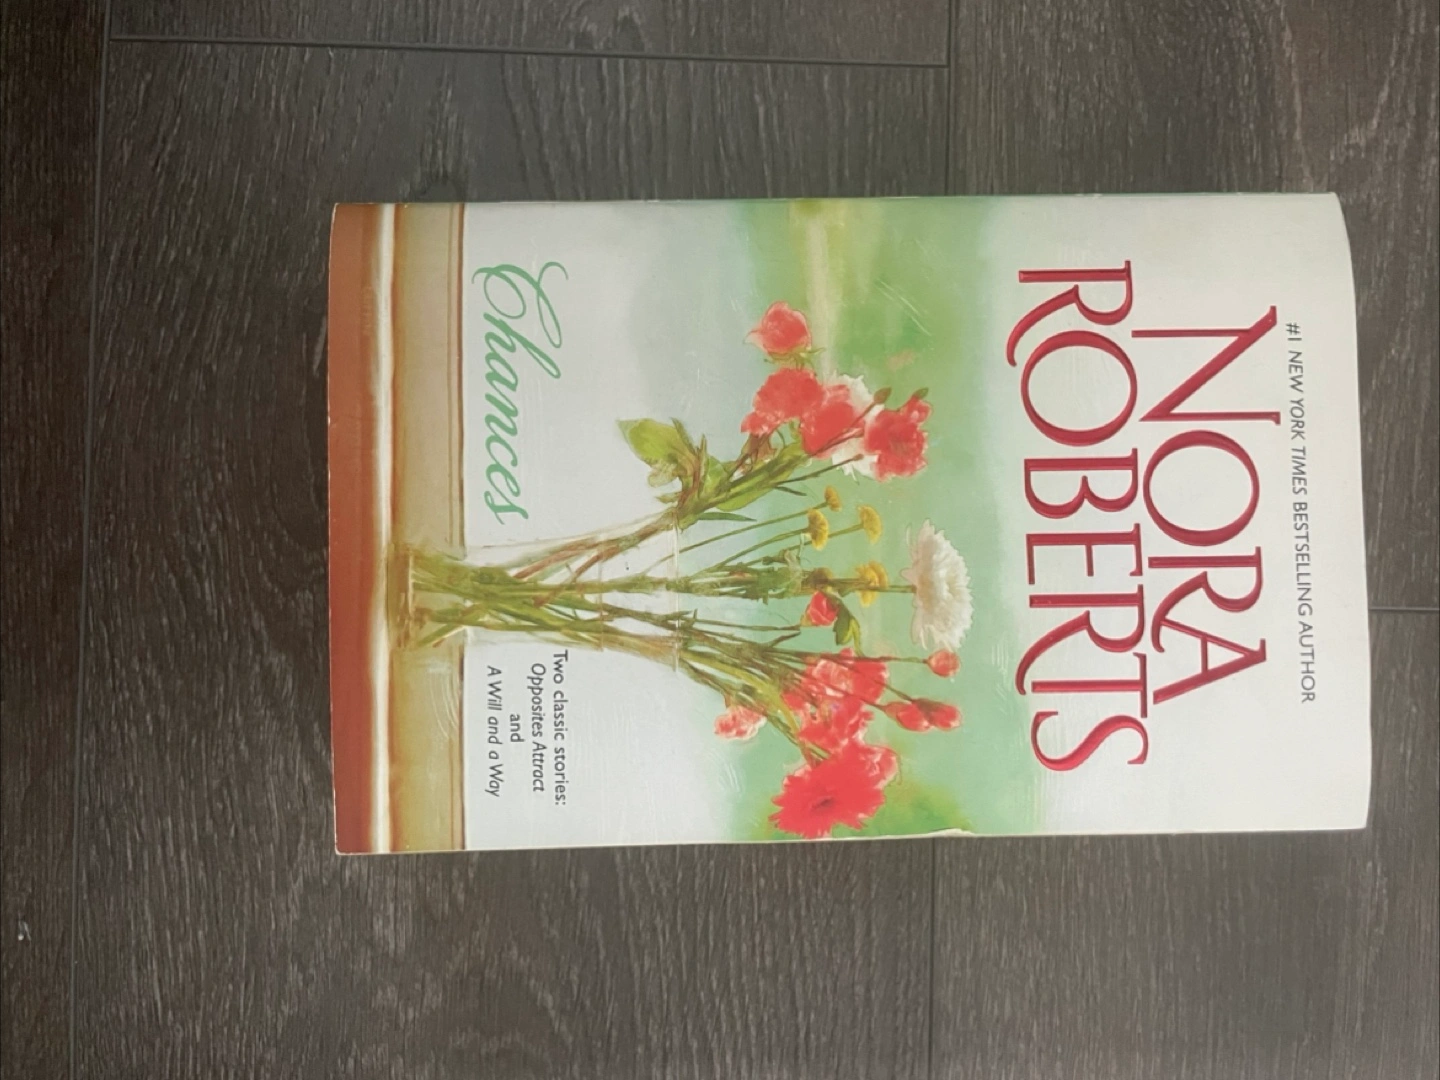 #1 NEW YORK TIMES BESTSELLING AUTHOR
NORA
ROBERTS
Chances
Two classic stories:
Opposites Attract
and
A Will and a Way